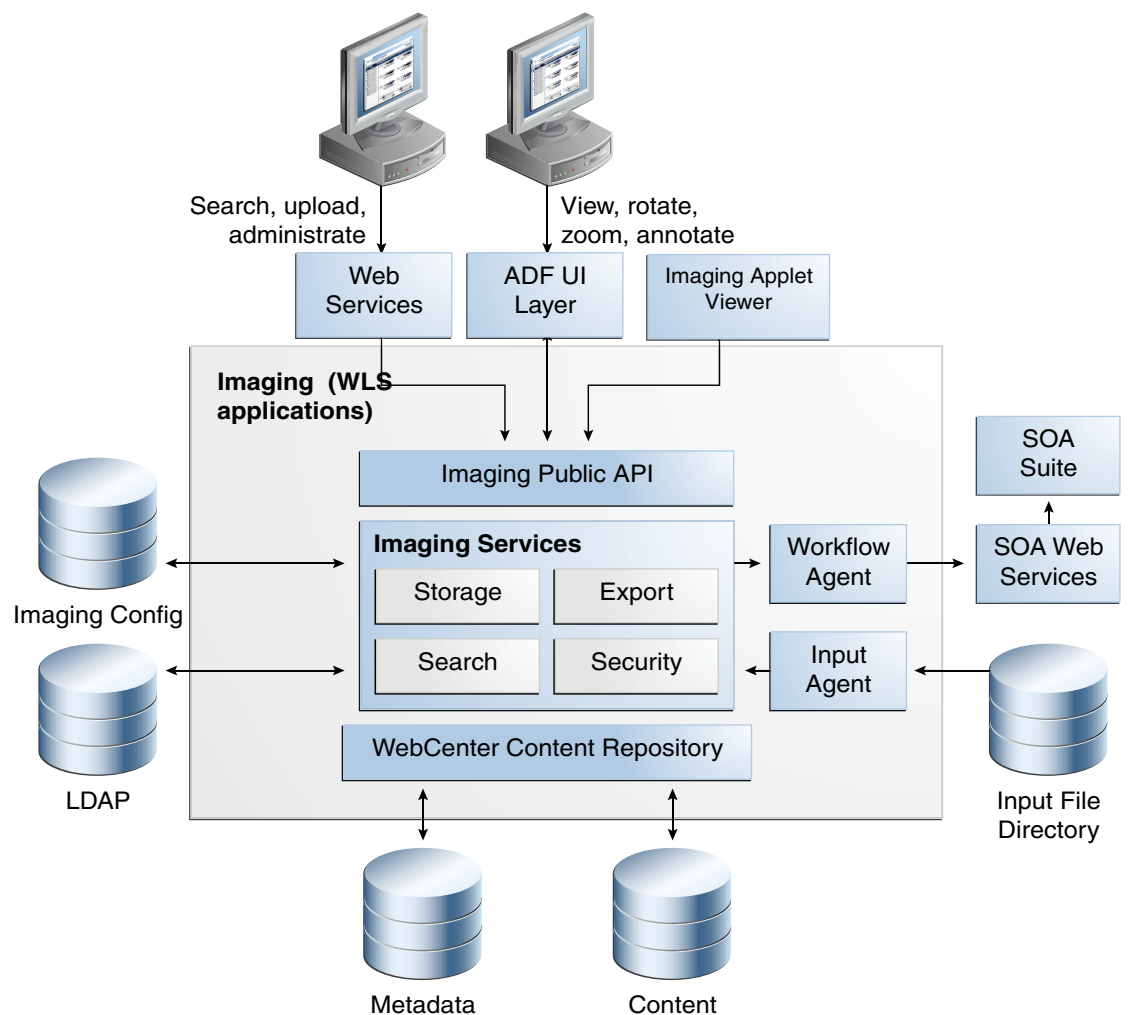 Search, upload,
administrate
View, rotate,
zoom, annotate
Web
Services
ADF UI
Layer
Imaging Applet
Viewer
Imaging (WLS
applications)
Imaging Public API
SOA
Suite
Imaging Services
Storage
Export
Search
Security
Workflow
Agent
SOA Web
Services
Input
Agent
Imaging Config
LDAP
WebCenter Content Repository
Input File
Directory
Metadata
Content